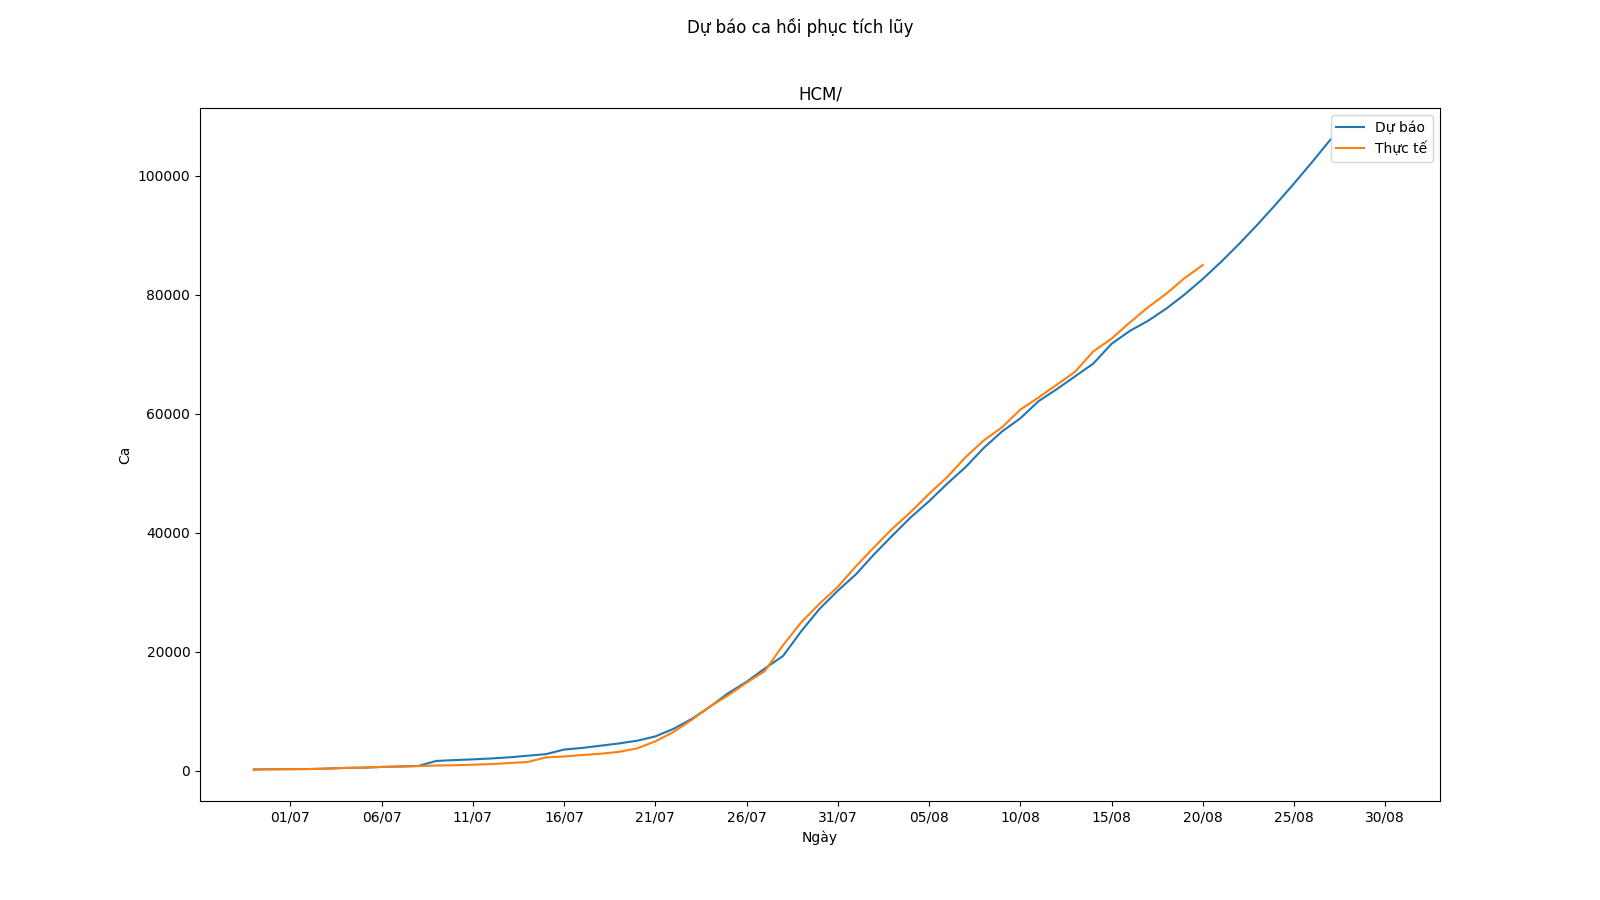 Dự báo ca hồi phục tích lũy
HCM/
Dự báo
Thực tế
100000
80000
60000
40000
20000
0
Ca
01/07 06/07 11/07 16/07 21/07 26/07 31/07 05/08 10/08 15/08 20/08 25/08 30/08
Ngày